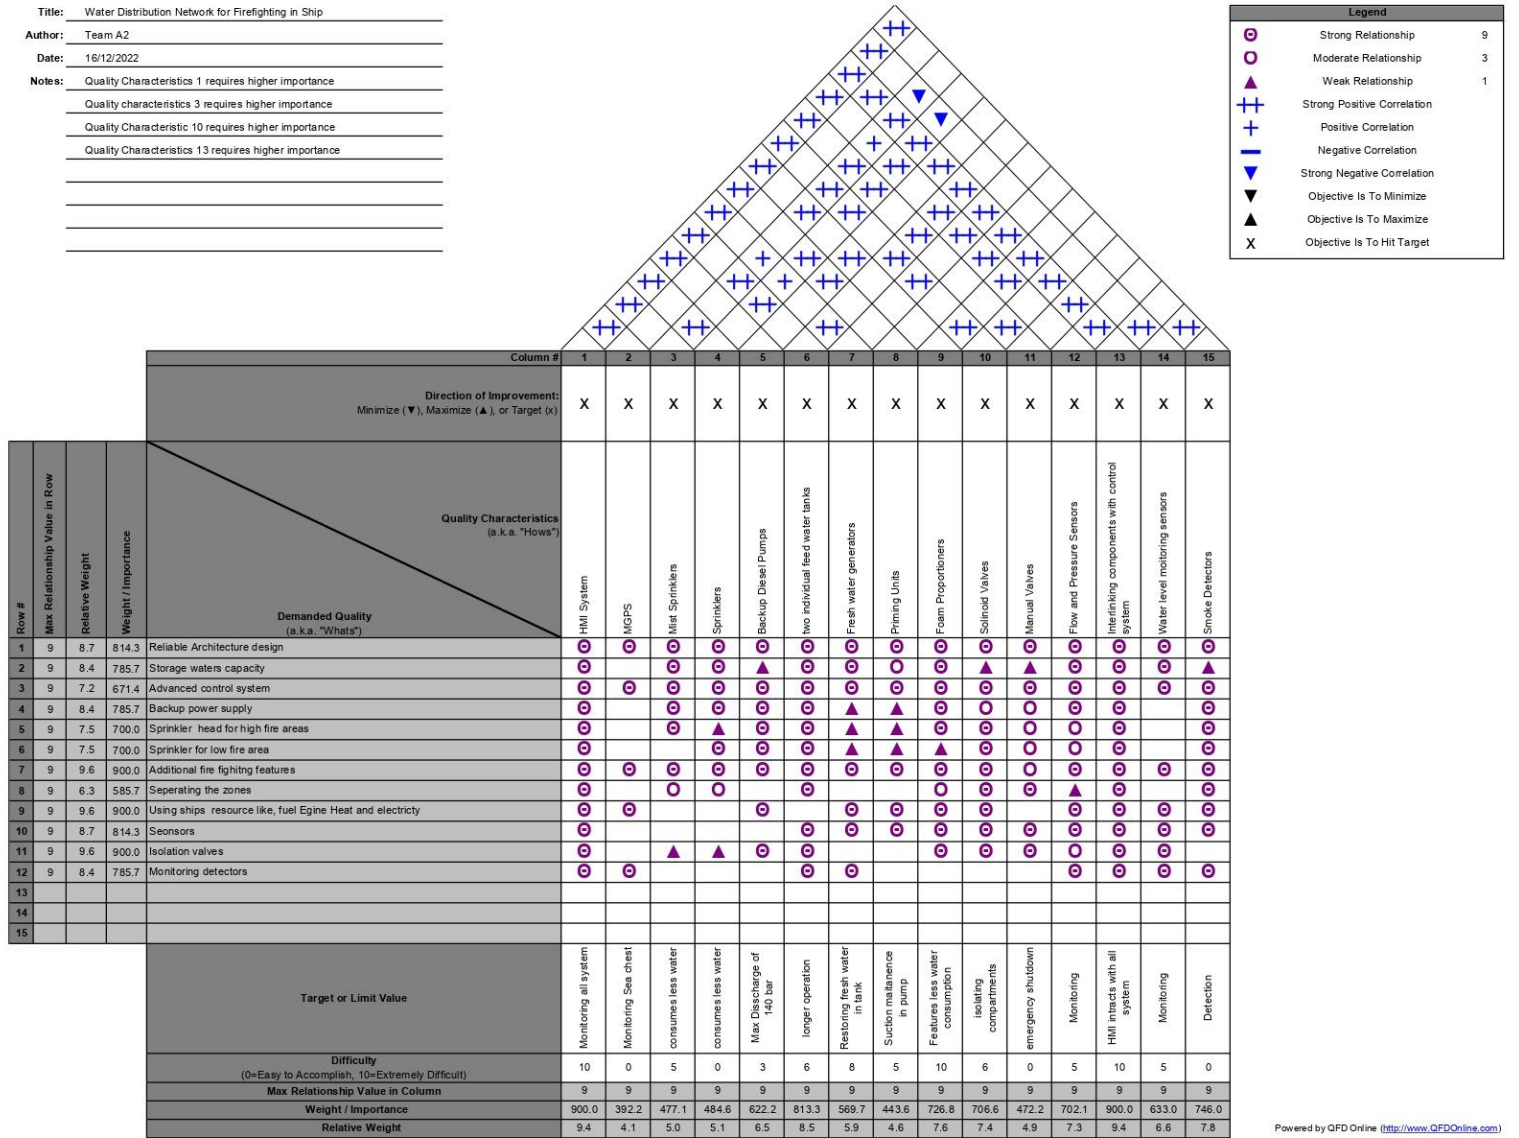 Title: Water Distribution Network for Firefighting in Ship
Author: Team A2
Date: 16/12/2022
Notes: Quality Characteristics 1 requires higher importance
Quality characteristics 3 requires higher importance
Quality Characteristic 10 requires higher importance
Quality Characteristics 13 requires higher importance
Legend
Strong Relationship 9
Moderate Relationship 3
Weak Relationship 1
Strong Positive Correlation
Positive Correlation
Negative Correlation
Strong Negative Correlation
Objective Is To Minimize
Objective Is To Maximize
X Objective Is To Hit Target
Column # 1 2 3 4 5 6 7 8 9 10 11 12 13 14 15
Direction of Improvement:
Minimize (▼), Maximize (▲), or Target (x)
X X X X X X X X X X X X X X X
Row #
Max Relationship Value in Row
Relative Weight
Weight / Importance
Quality Characteristics
(a.k.a. "Hows")
Demanded Quality
(a.k.a. "Whats")
HMI System
MGPS
Mist Sprinklers
Sprinklers
Backup Diesel Pumps
two individual feed water tanks
Fresh water generators
Priming Units
Foam Proportioners
Solinoid Valves
Manual Valves
Flow and Pressure Sensors
Interlinking components with control
system
Water level moitoring sensors
Smoke Detectors
1 9 8.7 814.3 Reliable Architecture design
2 9 8.4 785.7 Storage waters capacity
3 9 7.2 671.4 Advanced control system
4 9 8.4 785.7 Backup power supply
5 9 7.5 700.0 Sprinkler head for high fire areas
6 9 7.5 700.0 Sprinkler for low fire area
7 9 9.6 900.0 Additional fire fighitng features
8 9 6.3 585.7 Seperating the zones
9 9 9.6 900.0 Using ships resource like, fuel Egine Heat and electricty
10 9 8.7 814.3 Seonsors
11 9 9.6 900.0 Isolation valves
12 9 8.4 785.7 Monitoring detectors
13
14
15
Target or Limit Value
Monitoring all system
Monitoring Sea chest
consumes less water
consumes less water
Max Disscharge of
140 bar
longer operation
Restoring fresh water
in tank
Suction maitanence
in pump
Features less water
consumption
isolating
compartments
emergency shutdown
Monitoring
HMI intracts with all
system
Monitoring
Detection
Difficulty
(0=Easy to Accomplish, 10=Extremely Difficult)
10 0 5 0 3 6 8 5 10 6 0 5 10 5 0
Max Relationship Value in Column 9 9 9 9 9 9 9 9 9 9 9 9 9 9 9
Weight / Importance 900.0 392.2 477.1 484.6 622.2 813.3 569.7 443.6 726.8 706.6 472.2 702.1 900.0 633.0 746.0
Relative Weight 9.4 4.1 5.0 5.1 6.5 8.5 5.9 4.6 7.6 7.4 4.9 7.3 9.4 6.6 7.8
Powered by QFD Online (http://www.QFDOnline.com)